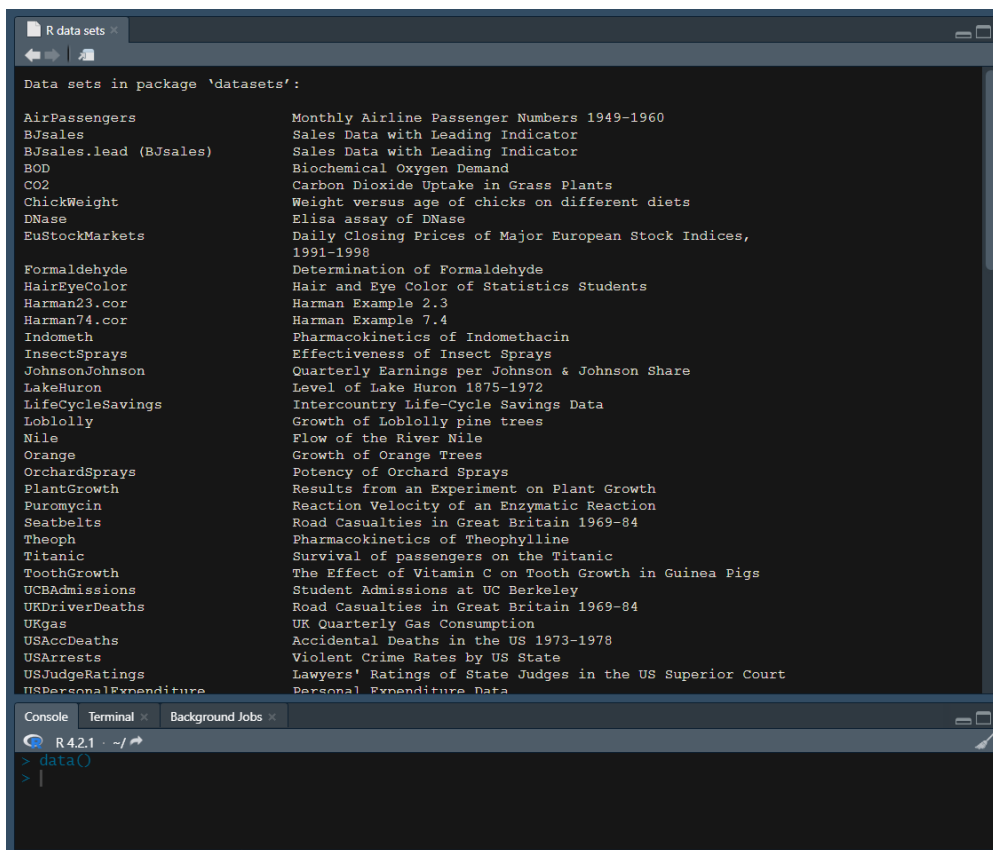 R data sets
Data sets in package ‘datasets’:
AirPassengers Monthly Airline Passenger Numbers 1949-1960
BJsales Sales Data with Leading Indicator
BJsales.lead (BJsales) Sales Data with Leading Indicator
BOD Biochemical Oxygen Demand
CO2 Carbon Dioxide Uptake in Grass Plants
ChickWeight Weight versus age of chicks on different diets
DNase Elisa assay of DNase
EuStockMarkets Daily Closing Prices of Major European Stock Indices,
1991-1998
Formaldehyde Determination of Formaldehyde
HairEyeColor Hair and Eye Color of Statistics Students
Harman23.cor Harman Example 2.3
Harman74.cor Harman Example 7.4
Indometh Pharmacokinetics of Indomethacin
InsectSprays Effectiveness of Insect Sprays
JohnsonJohnson Quarterly Earnings per Johnson & Johnson Share
LakeHuron Level of Lake Huron 1875-1972
LifeCycleSavings Intercountry Life-Cycle Savings Data
Loblolly Growth of Loblolly pine trees
Nile Flow of the River Nile
Orange Growth of Orange Trees
OrchardSprays Potency of Orchard Sprays
PlantGrowth Results from an Experiment on Plant Growth
Puromycin Reaction Velocity of an Enzymatic Reaction
Seatbelts Road Casualties in Great Britain 1969-84
Theoph Pharmacokinetics of Theophylline
Titanic Survival of passengers on the Titanic
ToothGrowth The Effect of Vitamin C on Tooth Growth in Guinea Pigs
UCBAdmissions Student Admissions at UC Berkeley
UKDriverDeaths Road Casualties in Great Britain 1969-84
UKgas UK Quarterly Gas Consumption
USAccDeaths Accidental Deaths in the US 1973-1978
USArrests Violent Crime Rates by US State
USJudgeRatings Lawyers' Ratings of State Judges in the US Superior Court
USPersonalExpenditure Personal Expenditure Data
Console Terminal Background Jobs
R 4.2.1 · ~/
> data()
>